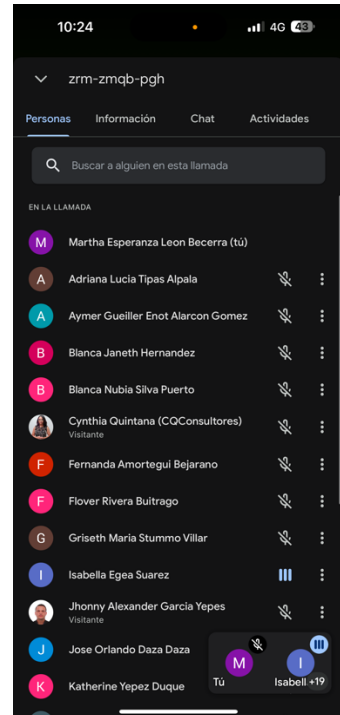 10:24
4G 43
zrm-zmqb-pgh
Personas Información Chat Actividades
Buscar a alguien en esta llamada
EN LA LLAMADA
M Martha Esperanza Leon Becerra (tú)
A Adriana Lucia Tipas Alpala
A Aymer Gueiller Enot Alarcon Gomez
B Blanca Janeth Hernandez
B Blanca Nubia Silva Puerto
Cynthia Quintana (CQConsultores)
Visitante
F Fernanda Amortegui Bejarano
F Flover Rivera Buitrago
G Griseth Maria Stummo Villar
I Isabella Egea Suarez
Jhonny Alexander Garcia Yepes
Visitante
J Jose Orlando Daza Daza
K Katherine Yepez Duque
M I
Tú Isabell +19